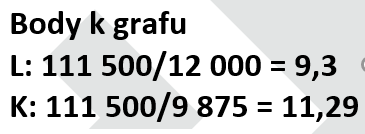 Body k grafu
L: 111 500/12 000 = 9,3
K: 111 500/9 875 = 11,29